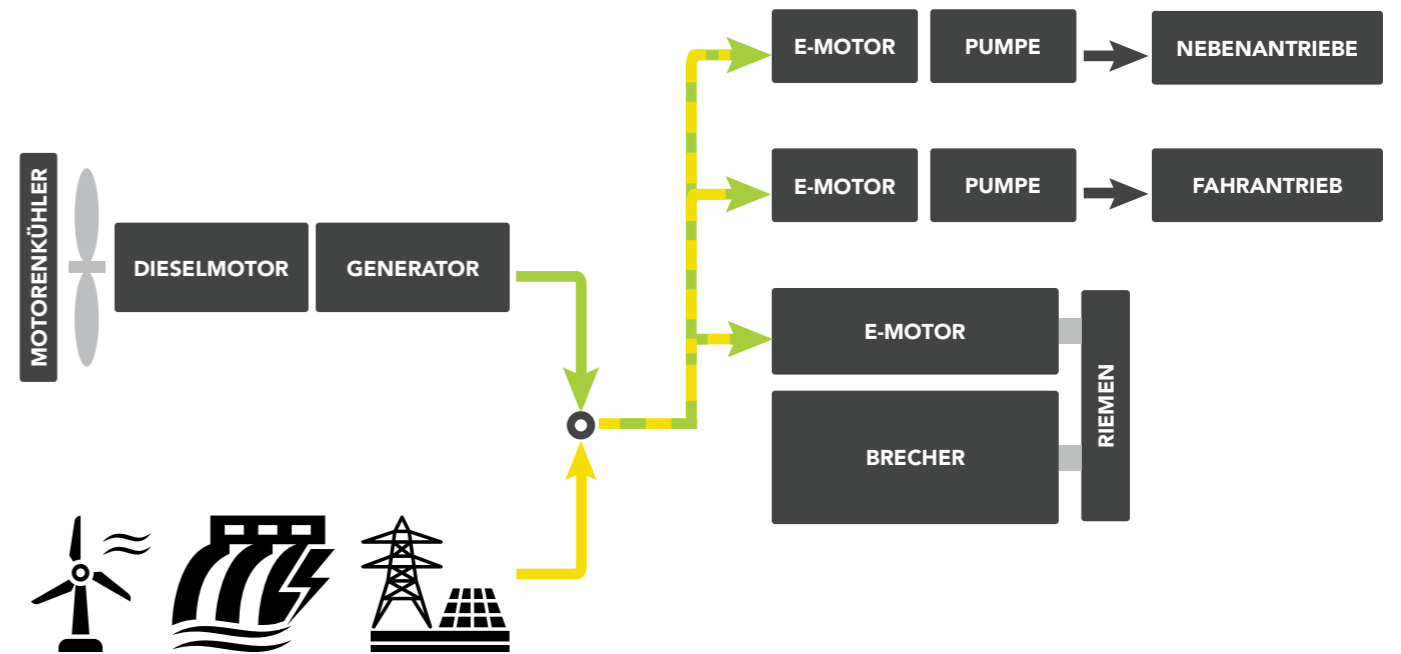 E-MOTOR
PUMPE
NEBENANTRIEBE
E-MOTOR
PUMPE
FAHRANTRIEB
MOTORENKÜHLER
DIESELMOTOR
GENERATOR
E-MOTOR
RIEMEN
BRECHER